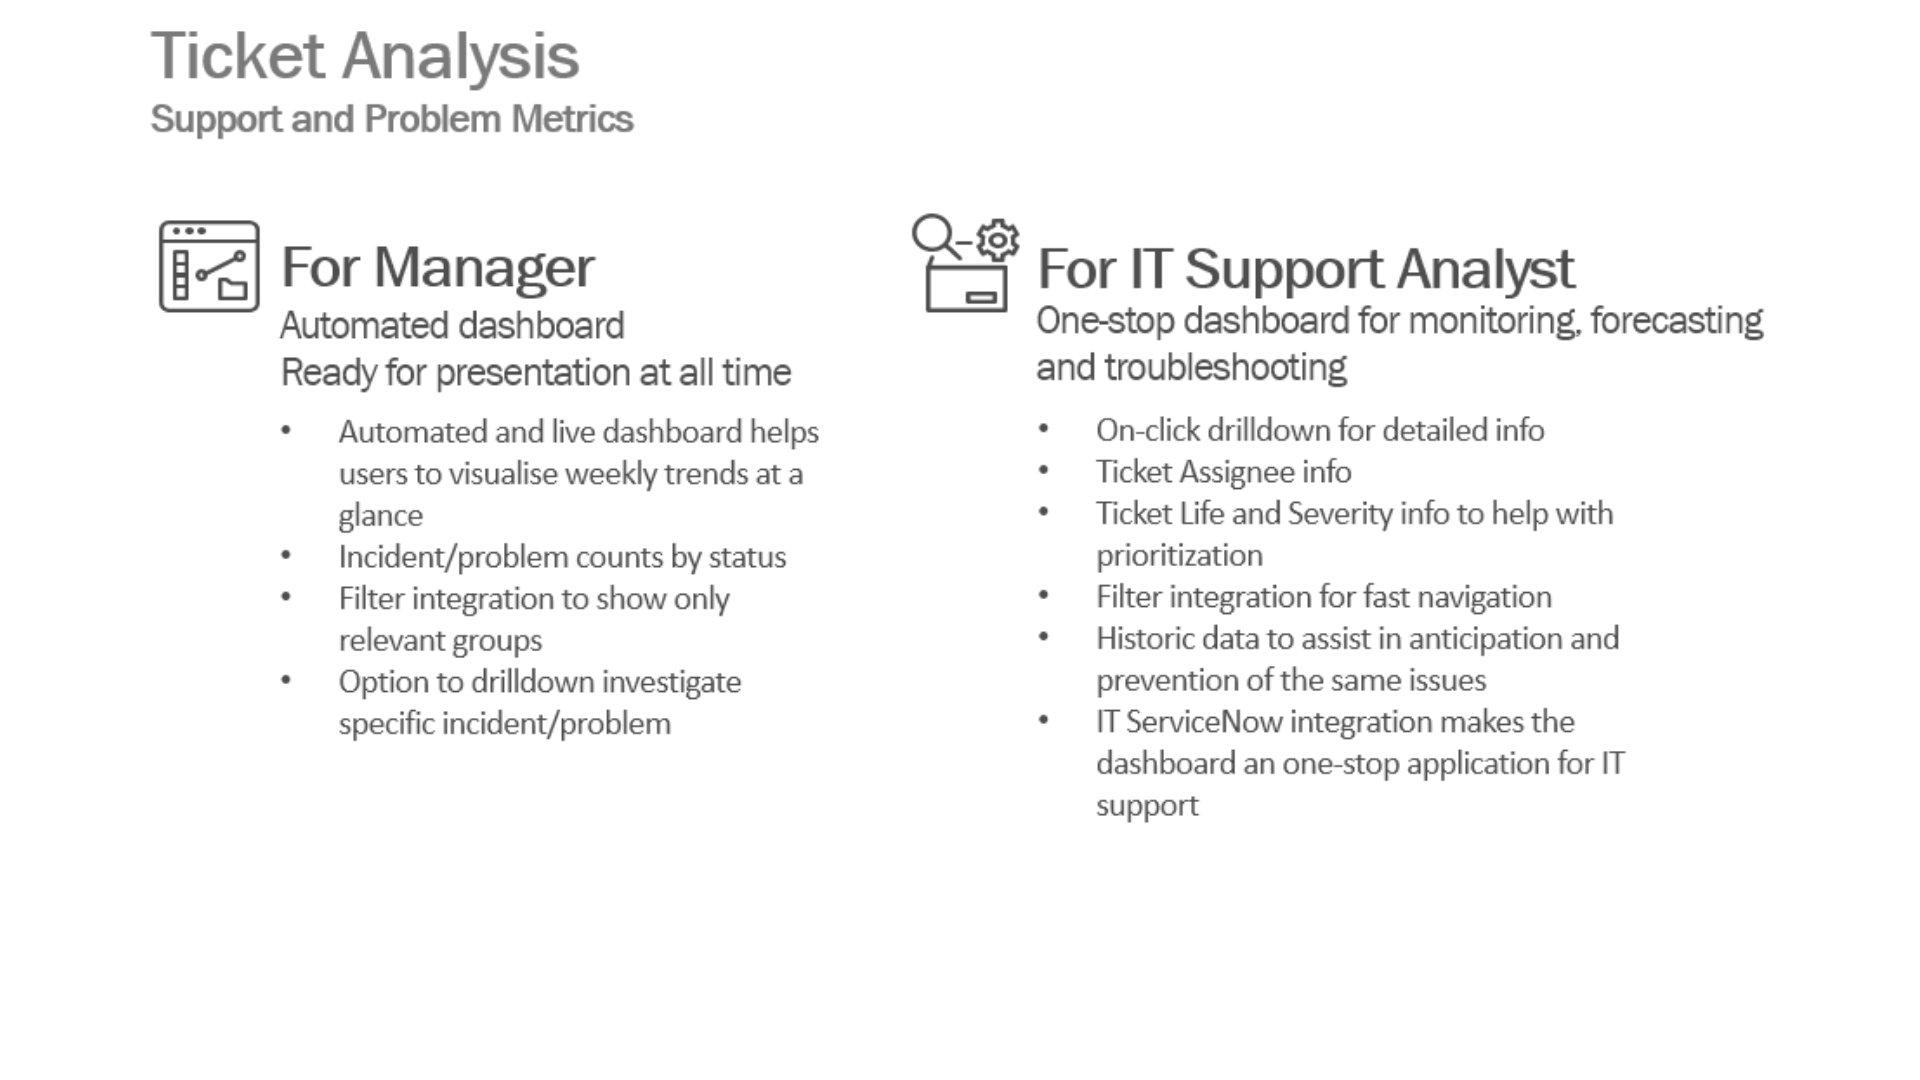 Ticket Analysis
Support and Problem Metrics
For Manager
Automated dashboard
Ready for presentation at all time
• Automated and live dashboard helps
users to visualise weekly trends at a
glance
• Incident/problem counts by status
• Filter integration to show only
relevant groups
• Option to drilldown investigate
specific incident/problem
For IT Support Analyst
One-stop dashboard for monitoring, forecasting
and troubleshooting
• On-click drilldown for detailed info
• Ticket Assignee info
• Ticket Life and Severity info to help with
prioritization
• Filter integration for fast navigation
• Historic data to assist in anticipation and
prevention of the same issues
• IT ServiceNow integration makes the
dashboard an one-stop application for IT
support